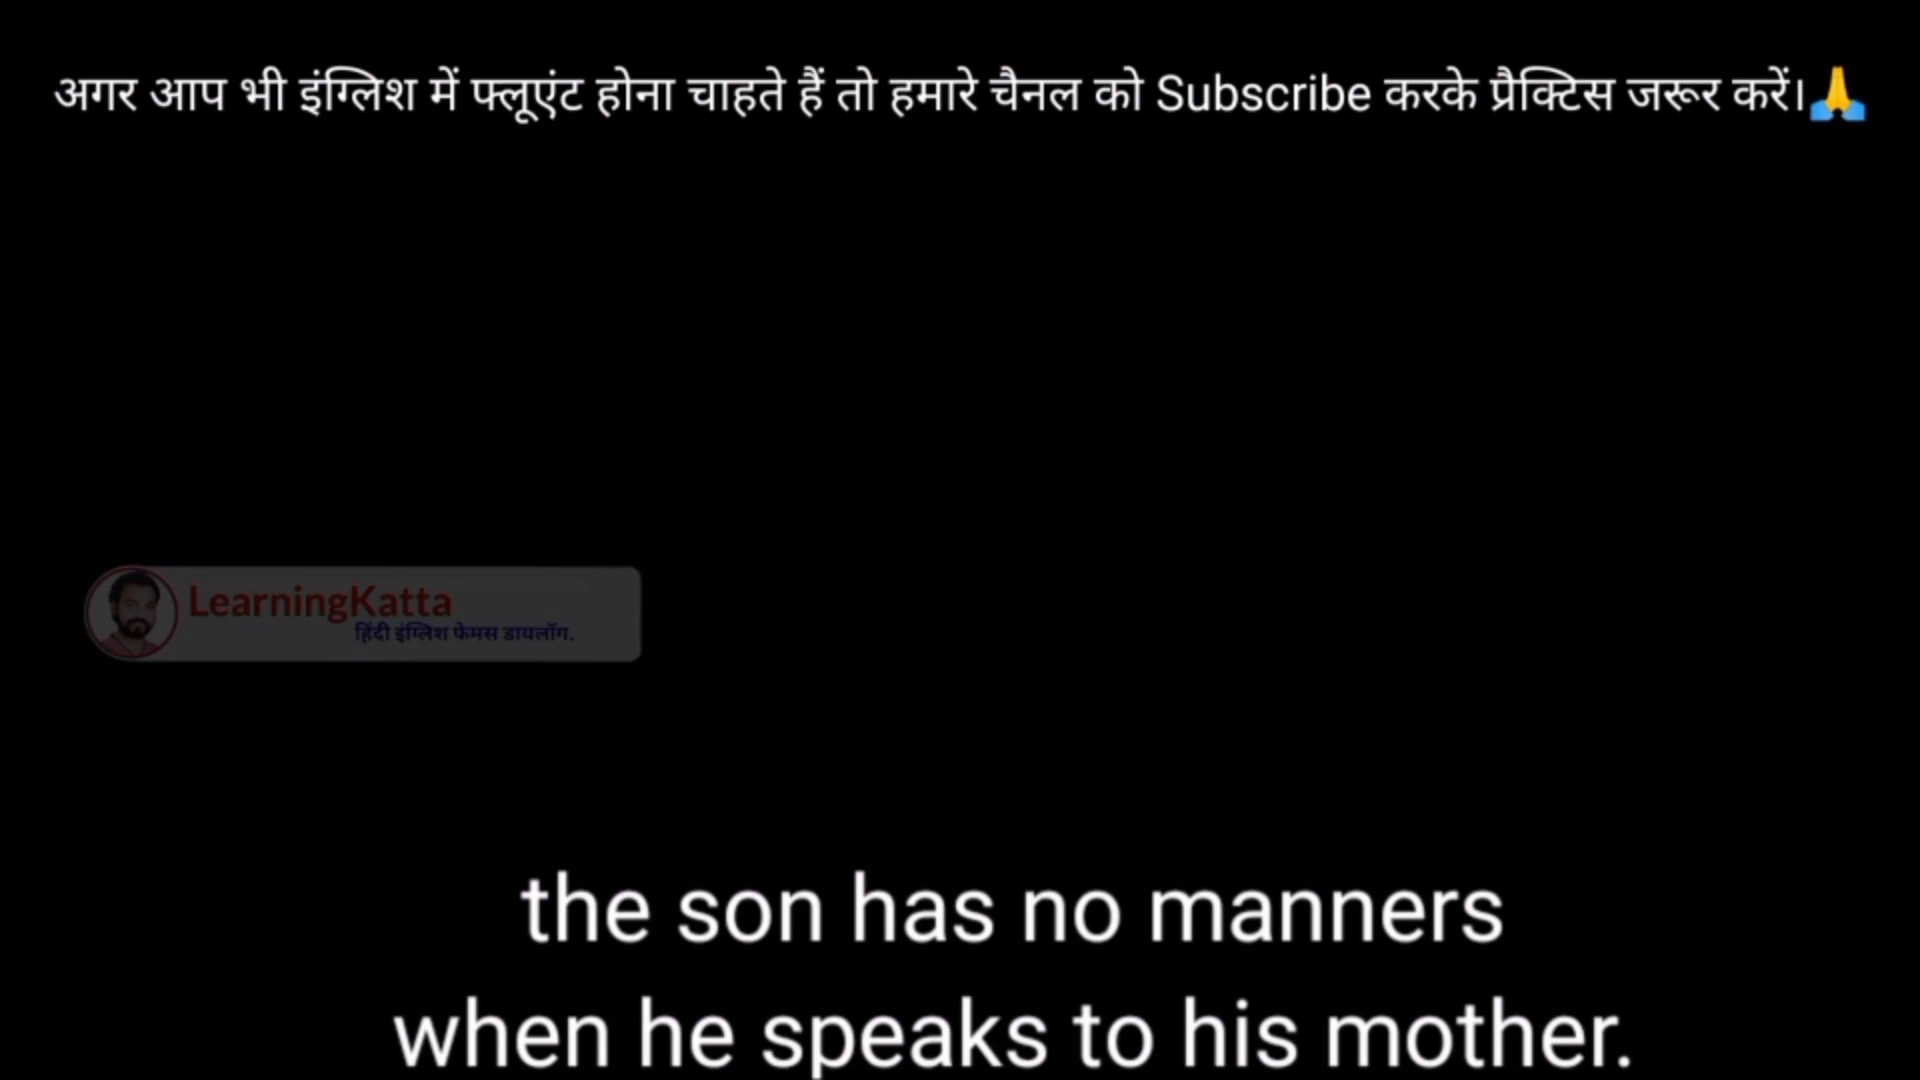 अगर आप भी इंग्लिश में फ्लूएंट होना चाहते हैं तो हमारे चैनल को Subscribe करके प्रैक्टिस जरूर करें।🙏
LearningKatta
हिंदी इंग्लिश फेमस डायलॉग.
the son has no manners
when he speaks to his mother.